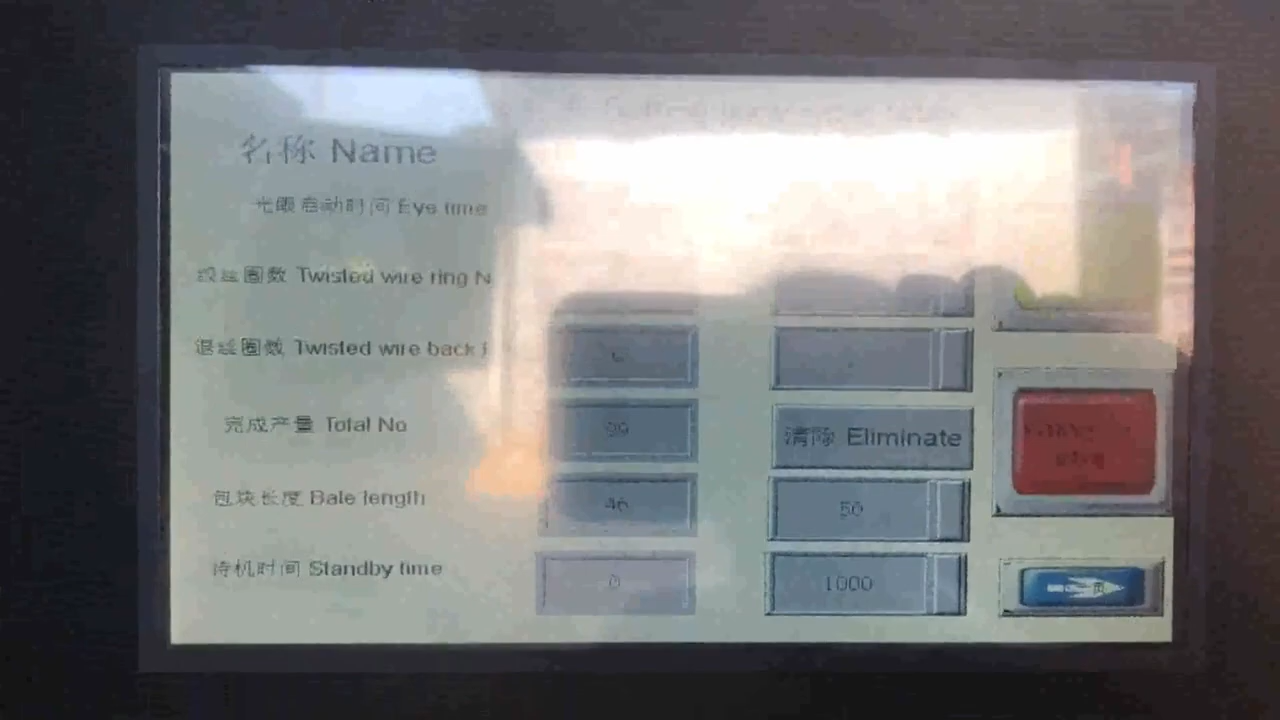 名称 Name
光眼启动时间 Eye time
绞丝圈数 Twisted wire ring N
退丝圈数 Twisted wire back
完成产量 Total No 99 清除 Eliminate
包块长度 Bale length 46 50
待机时间 Standby time 0 1000